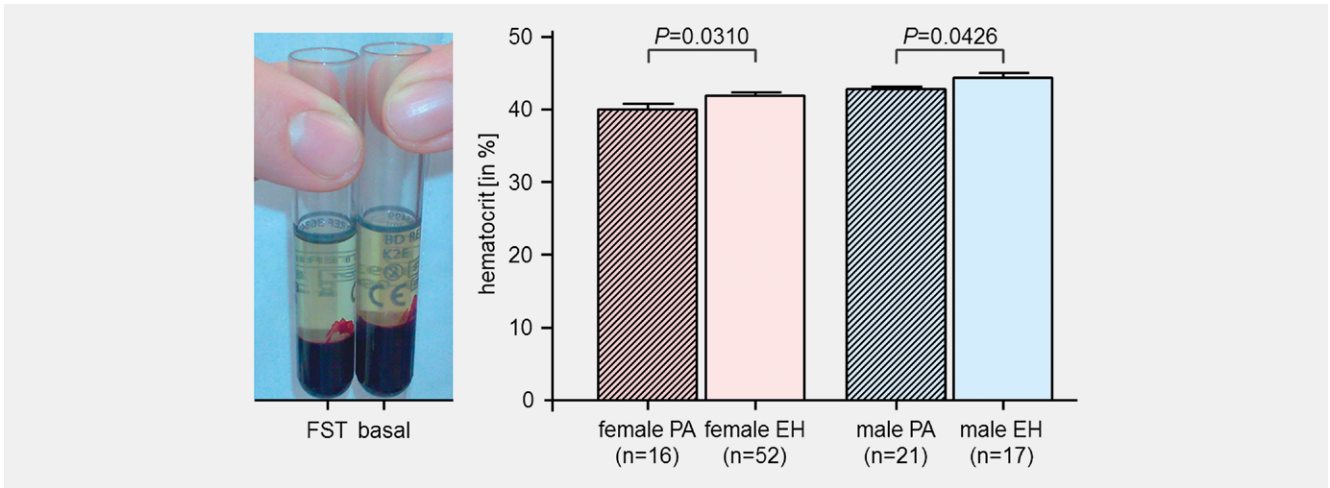 FST basal
hematocrit [in %]
50
40
30
20
10
0
P=0.0310
P=0.0426
female PA
(n=16)
female EH
(n=52)
male PA
(n=21)
male EH
(n=17)
BD
K2E
CE